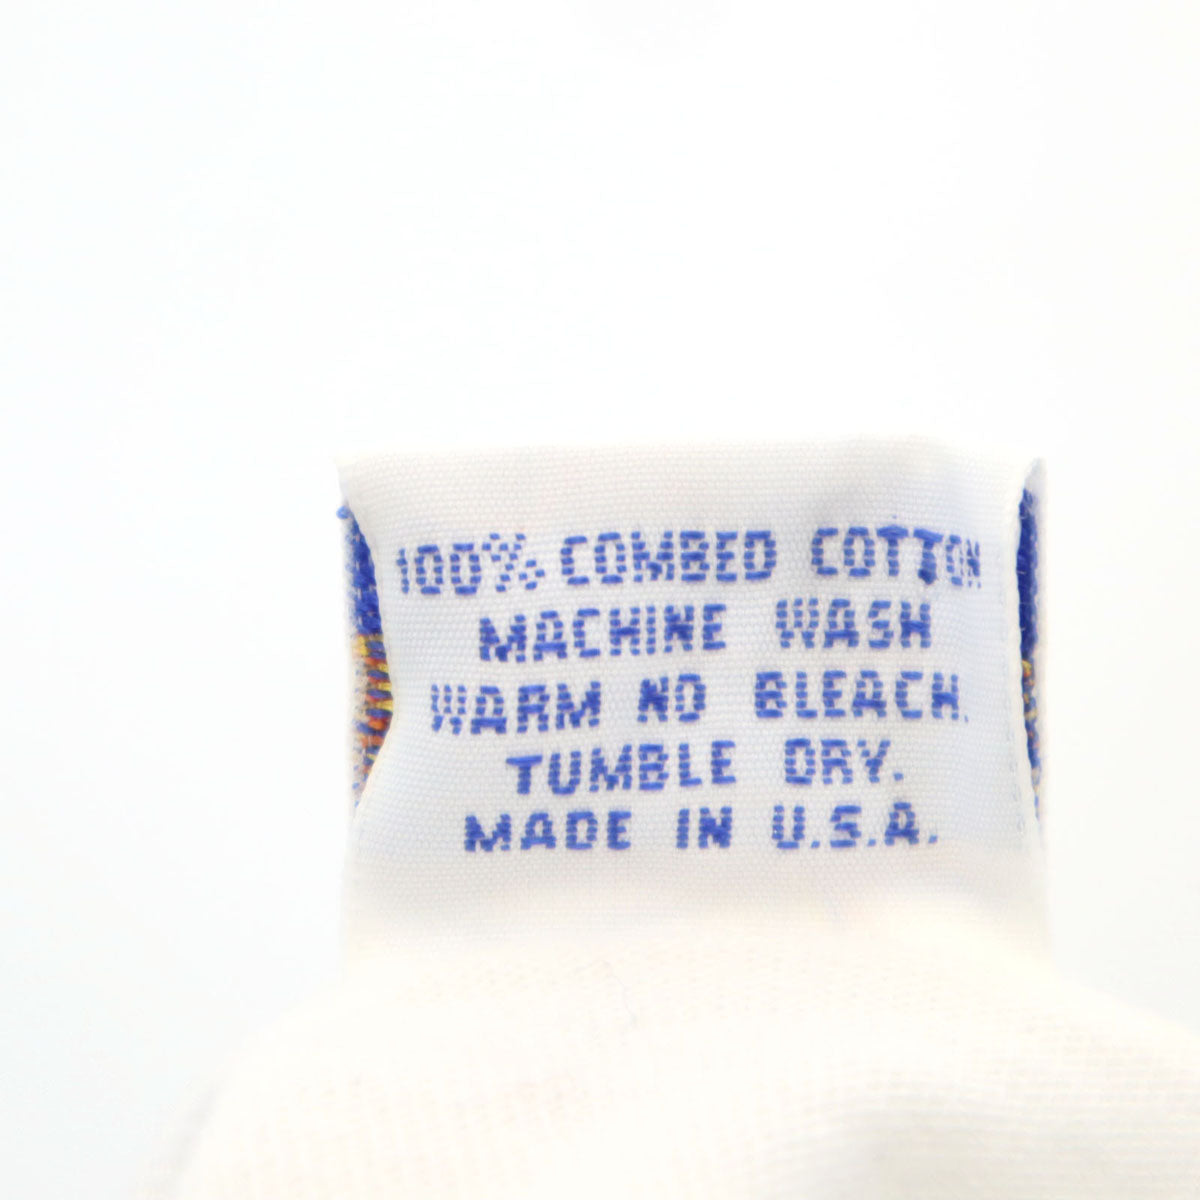 100% COMBED COTTON
MACHINE WASH
WARM NO BLEACH.
TUMBLE DRY.
MADE IN U.S.A.